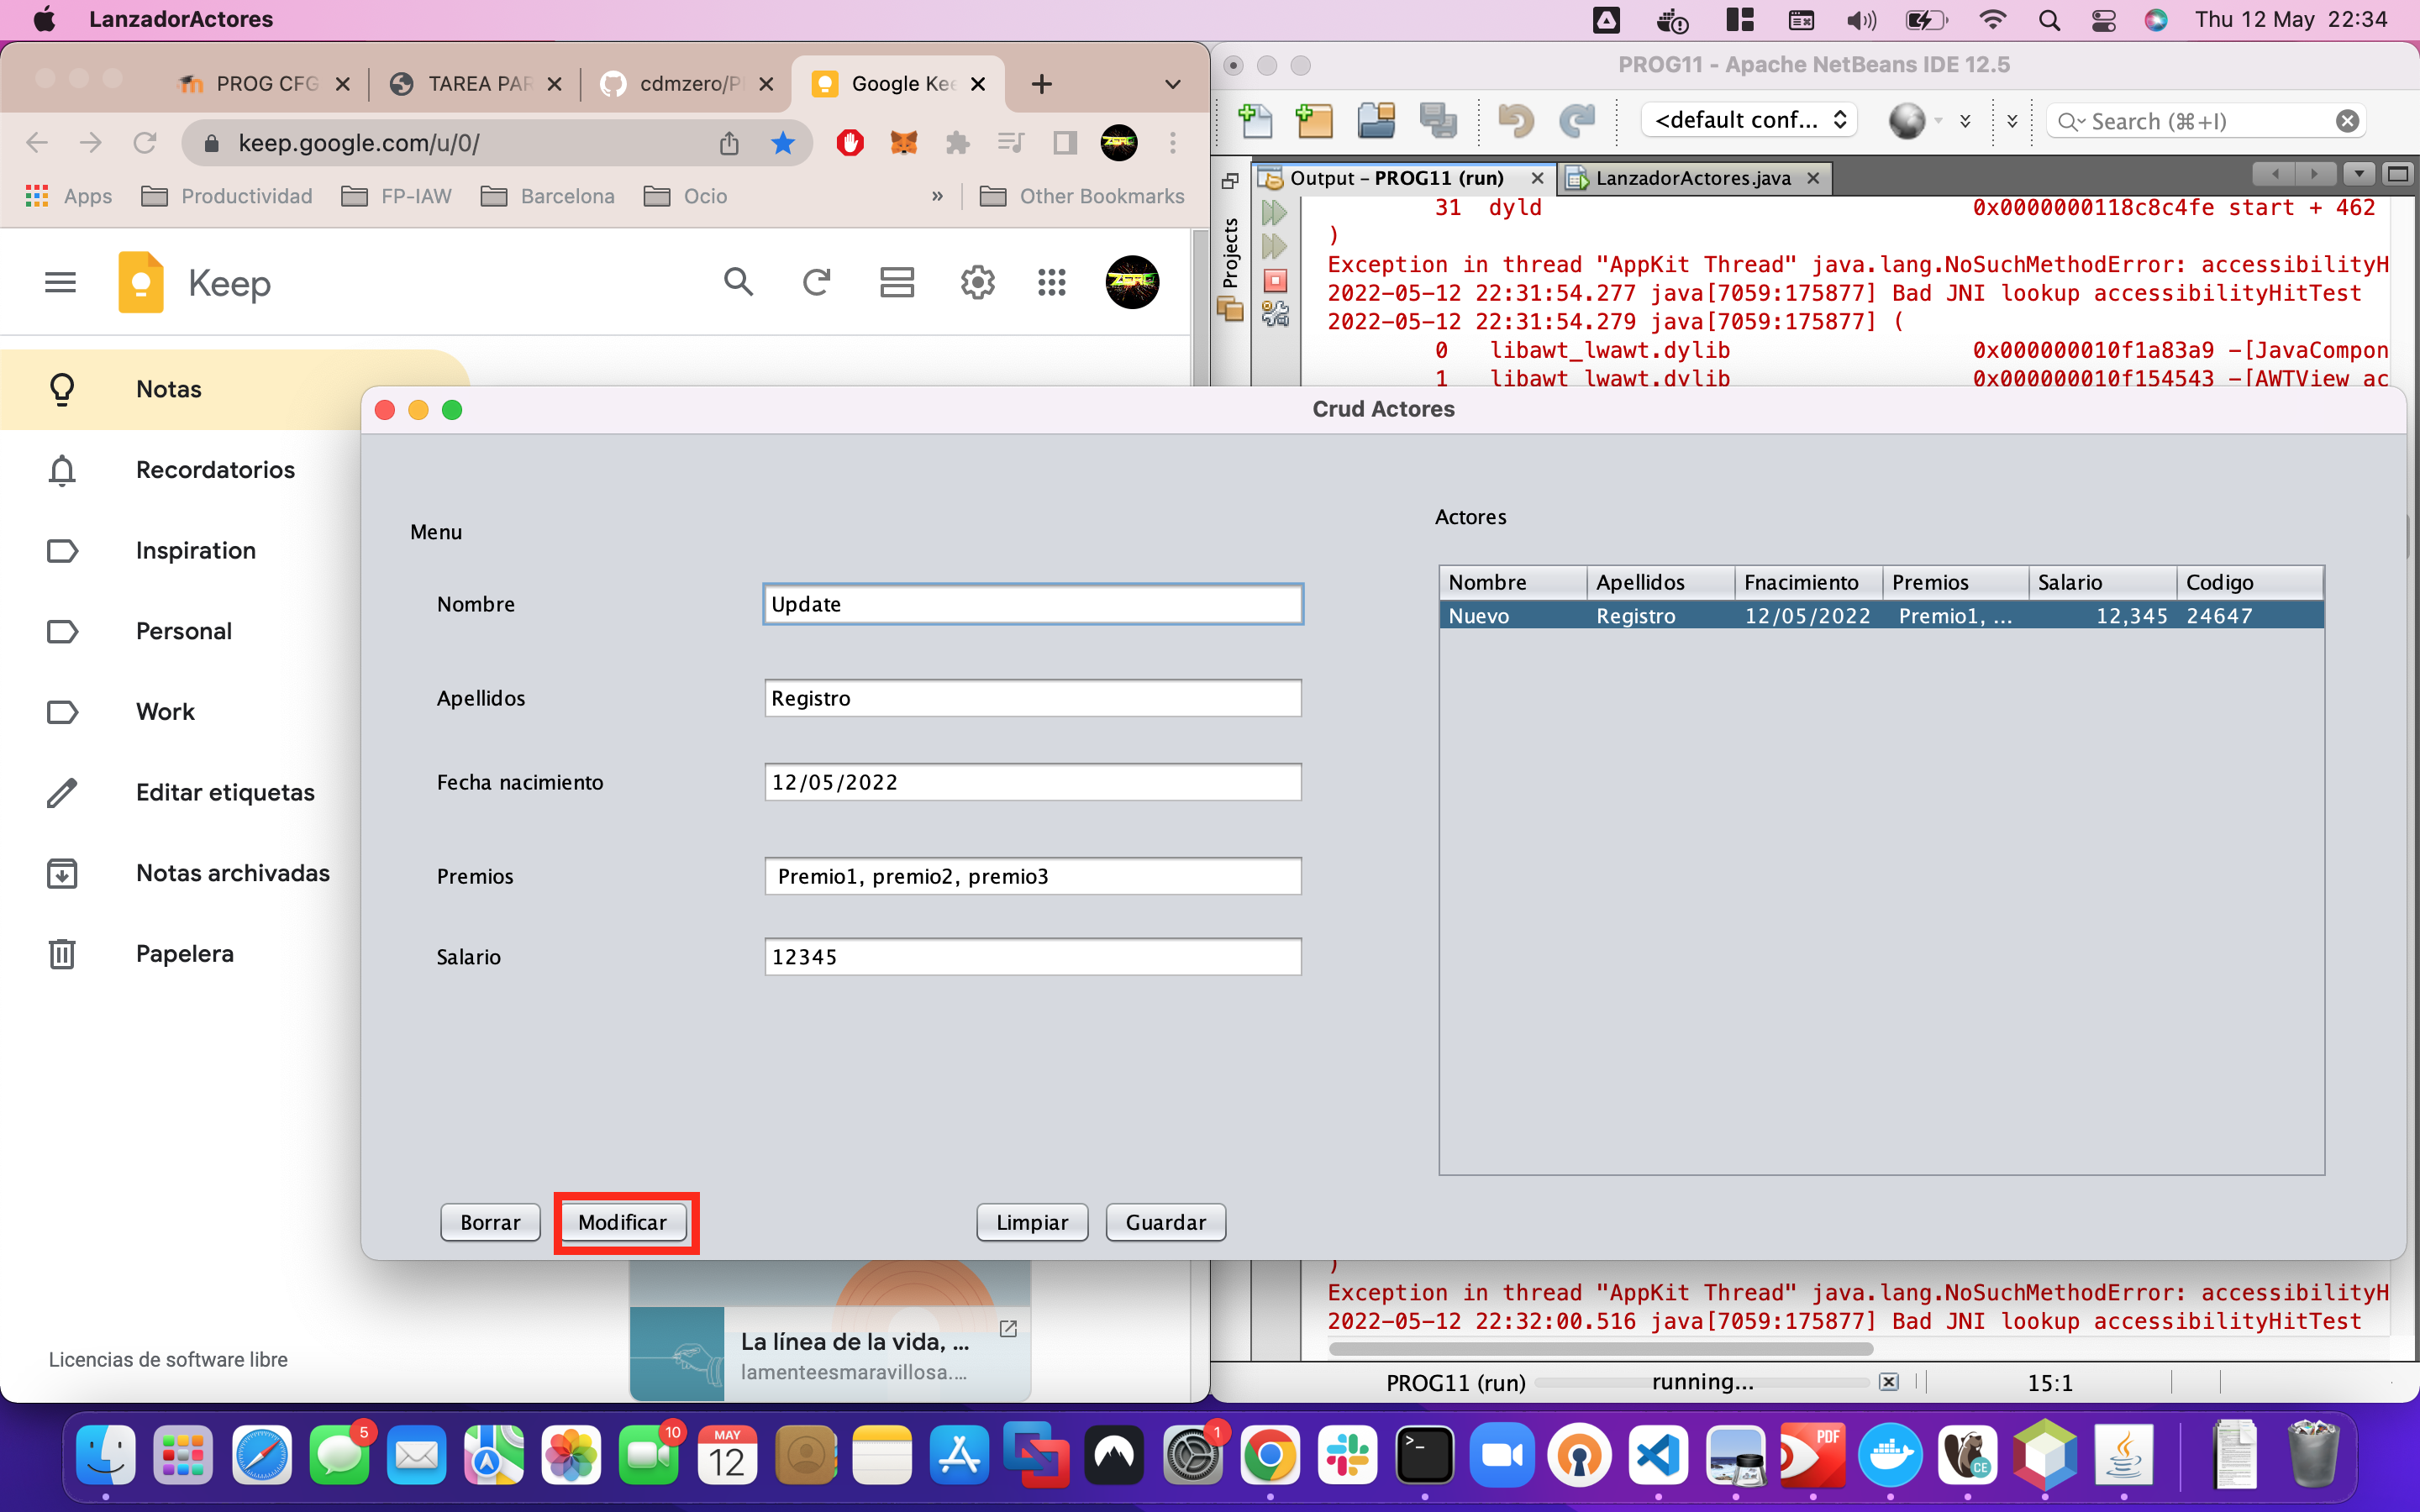 LanzadorActores
Thu 12 May 22:34
PROG CFG
TAREA PAR
cdmzero/P
Google Kee
keep.google.com/u/0/
Apps
Productividad
FP-IAW
Barcelona
Ocio
»
Other Bookmarks
Keep
Notas
Recordatorios
Inspiration
Personal
Work
Editar etiquetas
Notas archivadas
Papelera
Licencias de software libre
La línea de la vida, ...
lamenteesmaravillosa....
PROG11 - Apache NetBeans IDE 12.5
<default conf...
Search (⌘+I)
Projects
Output - PROG11 (run)
LanzadorActores.java
31 dyld 0x0000000118c8c4fe start + 462
)
Exception in thread "AppKit Thread" java.lang.NoSuchMethodError: accessibilityH
2022-05-12 22:31:54.277 java[7059:175877] Bad JNI lookup accessibilityHitTest
2022-05-12 22:31:54.279 java[7059:175877] (
0 libawt_lwawt.dylib 0x000000010f1a83a9 -[JavaCompon
1 libawt_lwawt.dylib 0x000000010f154543 -[AWTView ac
Crud Actores
Menu
Nombre
Update
Apellidos
Registro
Fecha nacimiento
12/05/2022
Premios
Premio1, premio2, premio3
Salario
12345
Borrar
Modificar
Limpiar
Guardar
Actores
Nombre Apellidos Fnacimiento Premios Salario Codigo
Nuevo Registro 12/05/2022 Premio1, ... 12,345 24647
)
Exception in thread "AppKit Thread" java.lang.NoSuchMethodError: accessibilityH
2022-05-12 22:32:00.516 java[7059:175877] Bad JNI lookup accessibilityHitTest
PROG11 (run)
running...
15:1
5
10
MAY
12
1
>_
PDF
CE